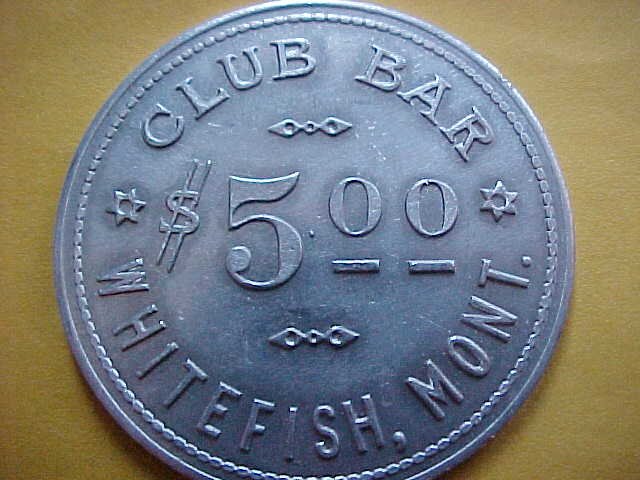 CLUB BAR
$5.00
WHITEFISH, MONT.